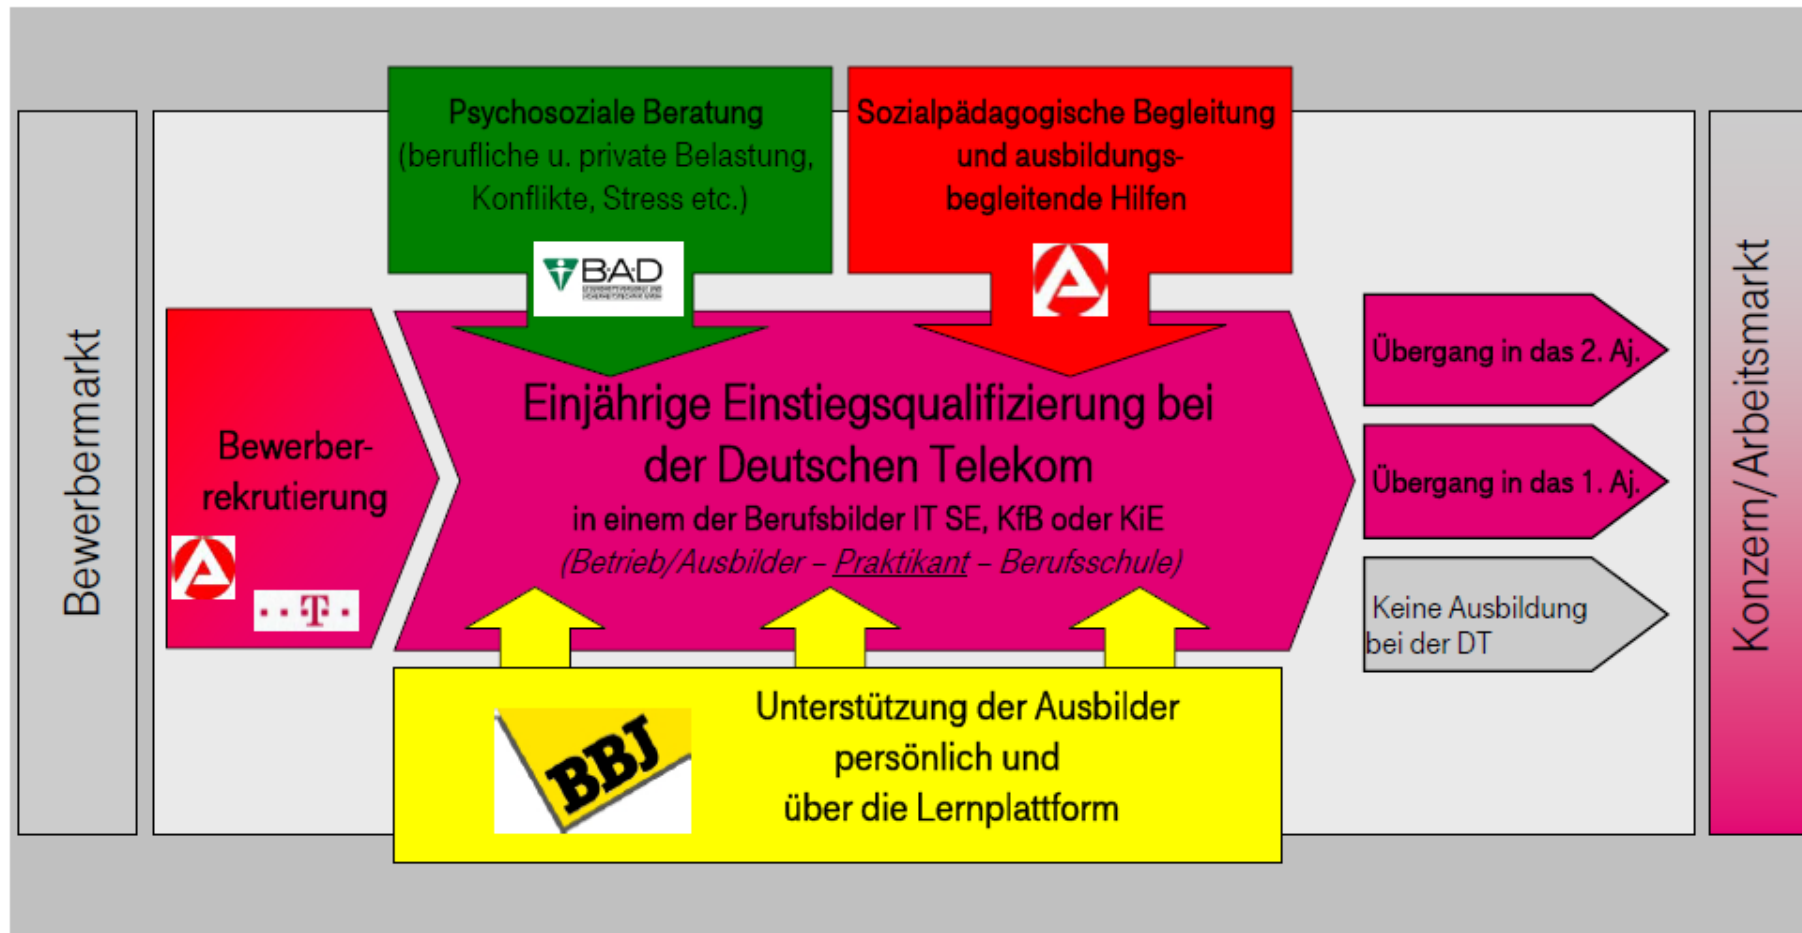 Bewerbermarkt
Psychosoziale Beratung
(berufliche u. private Belastung,
Konflikte, Stress etc.)
B·A·D
Sozialpädagogische Begleitung
und ausbildungs-
begleitende Hilfen
Bewerber-
rekrutierung
T
Einjährige Einstiegsqualifizierung bei
der Deutschen Telekom
in einem der Berufsbilder IT SE, KfB oder KiE
(Betrieb/Ausbilder – Praktikant – Berufsschule)
BBJ
Unterstützung der Ausbilder
persönlich und
über die Lernplattform
Übergang in das 2. Aj.
Übergang in das 1. Aj.
Keine Ausbildung
bei der DT
Konzern/Arbeitsmarkt